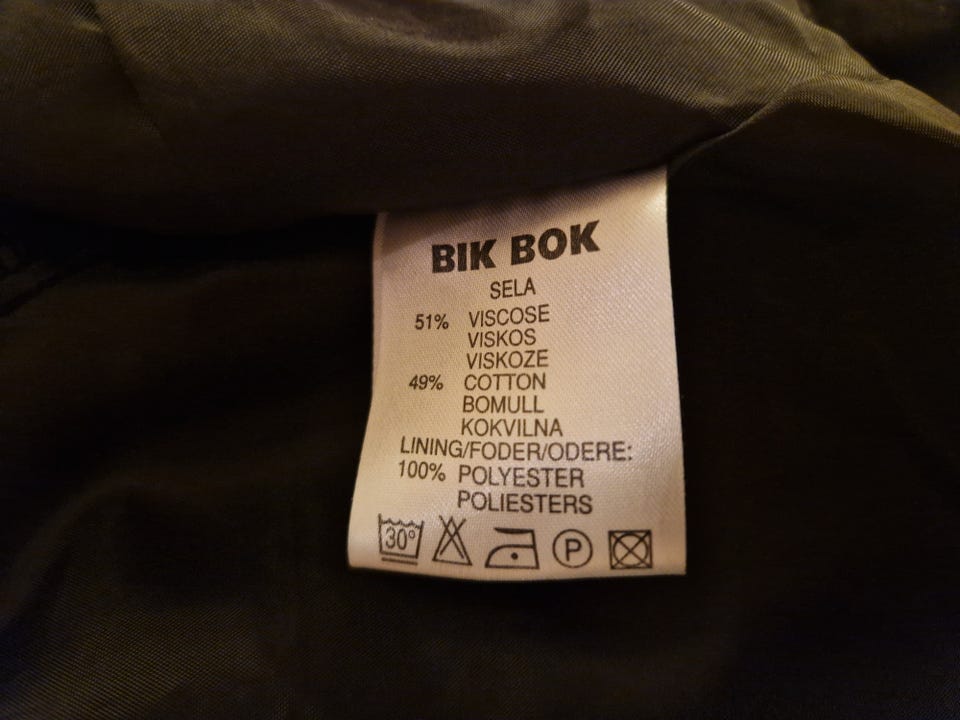 BIK BOK
SELA
51% VISCOSE
VISKOS
VISKOZE
49% COTTON
BOMULL
KOKVILNA
LINING/FODER/ODERE:
100% POLYESTER
POLIESTERS
30° P